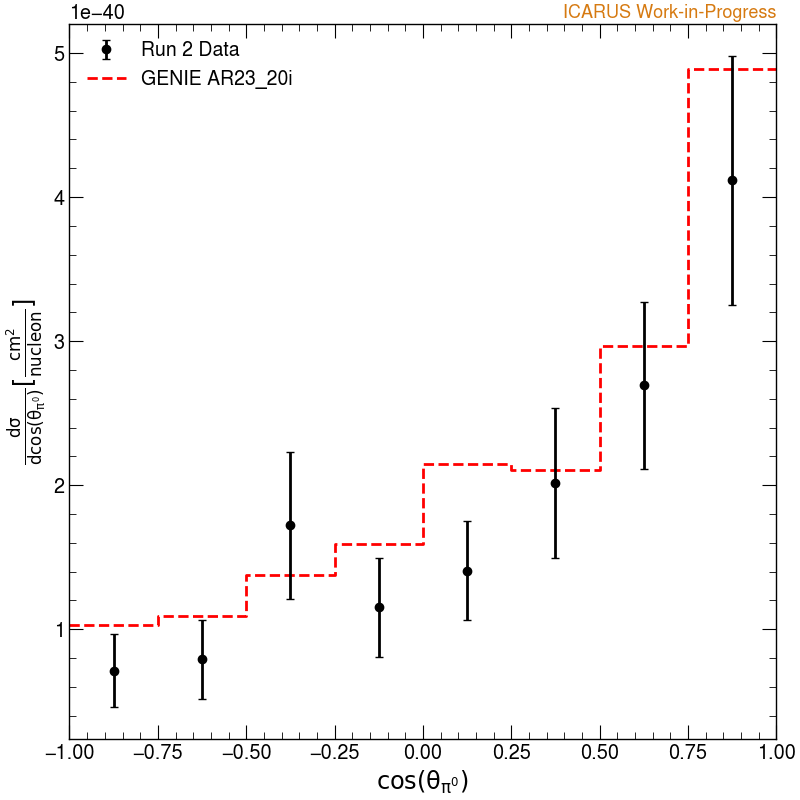 1e−40
ICARUS Work-in-Progress
Run 2 Data
GENIE AR23_20i
5
4
3
2
1
dσ/dcos(θπ⁰) [cm²/nucleon]
−1.00 −0.75 −0.50 −0.25 0.00 0.25 0.50 0.75 1.00
cos(θπ⁰)